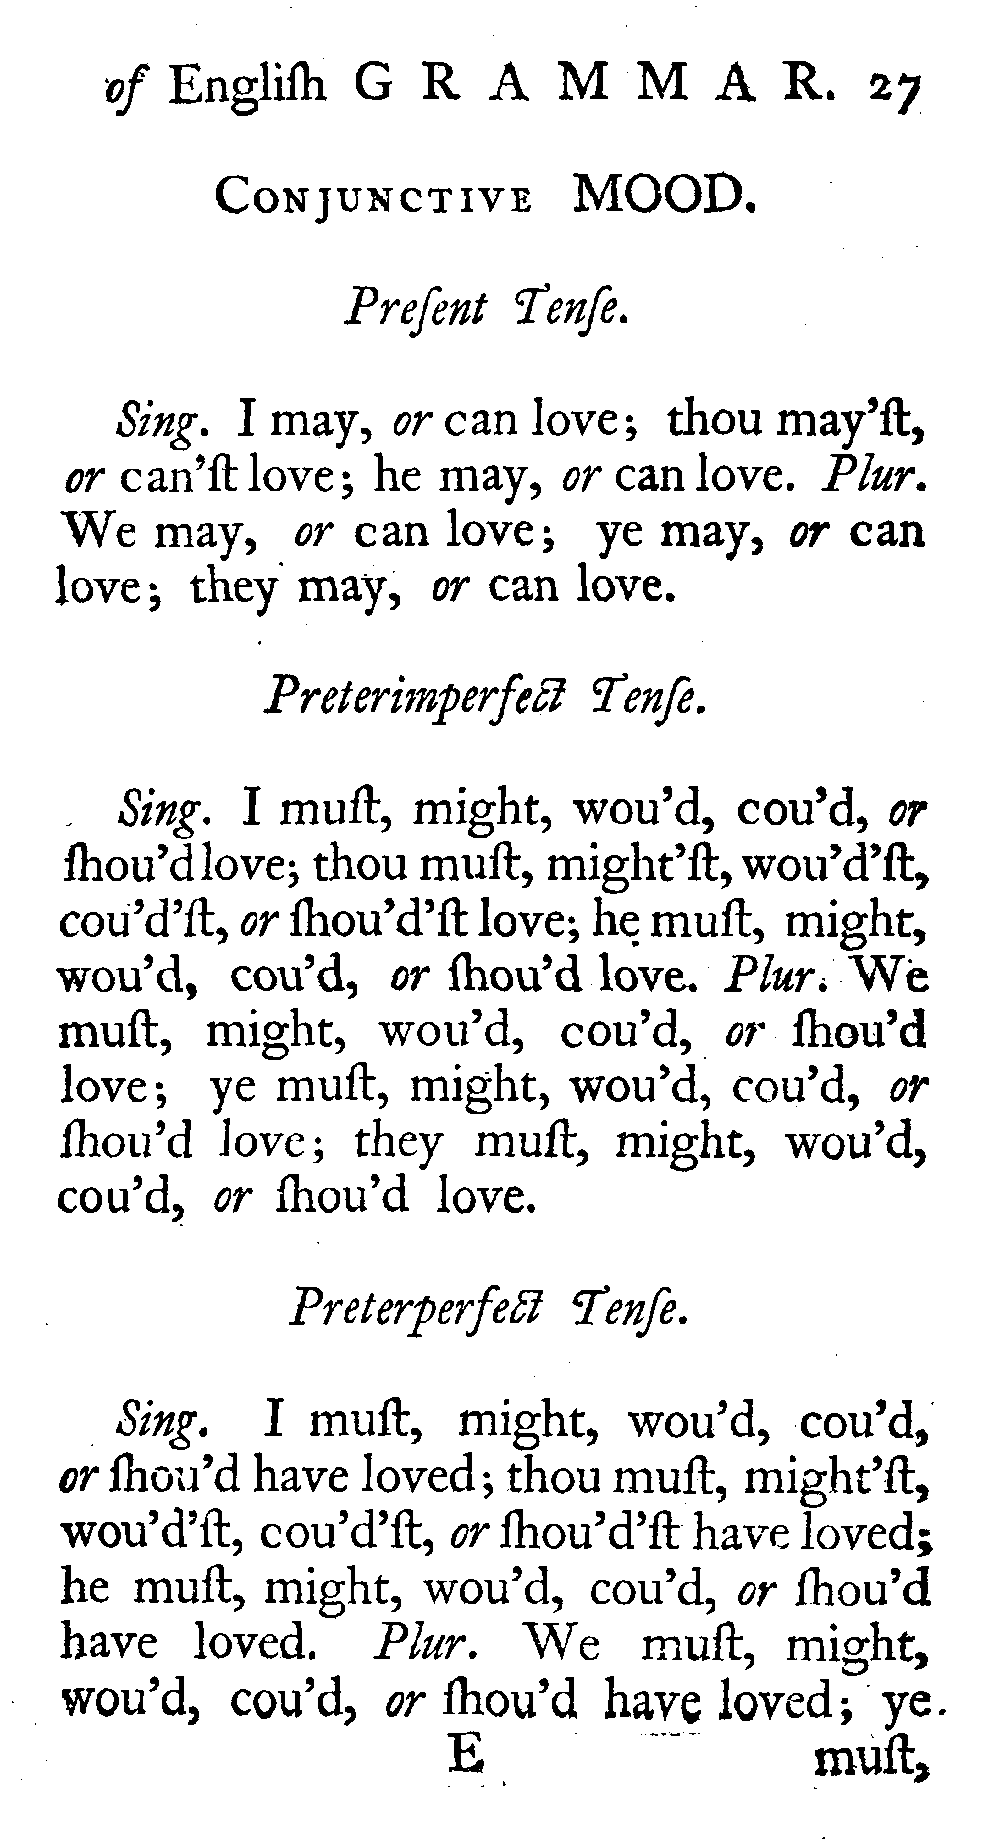 of Engliſh GRAMMAR. 27
CONJUNCTIVE MOOD.
Preſent Tenſe.
Sing. I may, or can love; thou may'ſt,
or can'ſt love; he may, or can love. Plur.
We may, or can love; ye may, or can
love; they may, or can love.
Preterimperfect Tenſe.
Sing. I muſt, might, wou'd, cou'd, or
ſhou'd love; thou muſt, might'ſt, wou'd'ſt,
cou'd'ſt, or ſhou'd'ſt love; he muſt, might,
wou'd, cou'd, or ſhou'd love. Plur. We
muſt, might, wou'd, cou'd, or ſhou'd
love; ye muſt, might, wou'd, cou'd, or
ſhou'd love; they muſt, might, wou'd,
cou'd, or ſhou'd love.
Preterperfect Tenſe.
Sing. I muſt, might, wou'd, cou'd,
or ſhou'd have loved; thou muſt, might'ſt,
wou'd'ſt, cou'd'ſt, or ſhou'd'ſt have loved;
he muſt, might, wou'd, cou'd, or ſhou'd
have loved. Plur. We muſt, might,
wou'd, cou'd, or ſhou'd have loved; ye
E muſt,